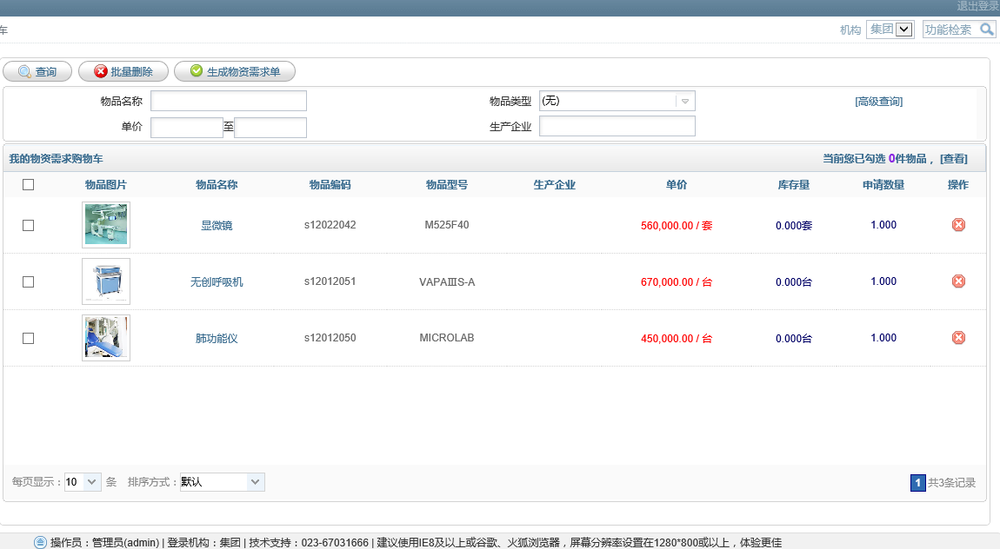 退出登录
车
机构 集团 功能检索
查询 批量删除 生成物资需求单
物品名称 物品类型 (无) [高级查询]
单价 至 生产企业
我的物资需求购物车 当前您已勾选 0件物品， [查看]
物品图片 物品名称 物品编码 物品型号 生产企业 单价 库存量 申请数量 操作
显微镜 s12022042 M525F40 560,000.00 / 套 0.000套 1.000
无创呼吸机 s12012051 VAPAⅢS-A 670,000.00 / 台 0.000台 1.000
肺功能仪 s12012050 MICROLAB 450,000.00 / 台 0.000台 1.000
每页显示：10 条 排序方式：默认 1 共3条记录
操作员：管理员(admin) | 登录机构：集团 | 技术支持：023-67031666 | 建议使用IE8及以上或谷歌、火狐浏览器，屏幕分辨率设置在1280*800或以上，体验更佳